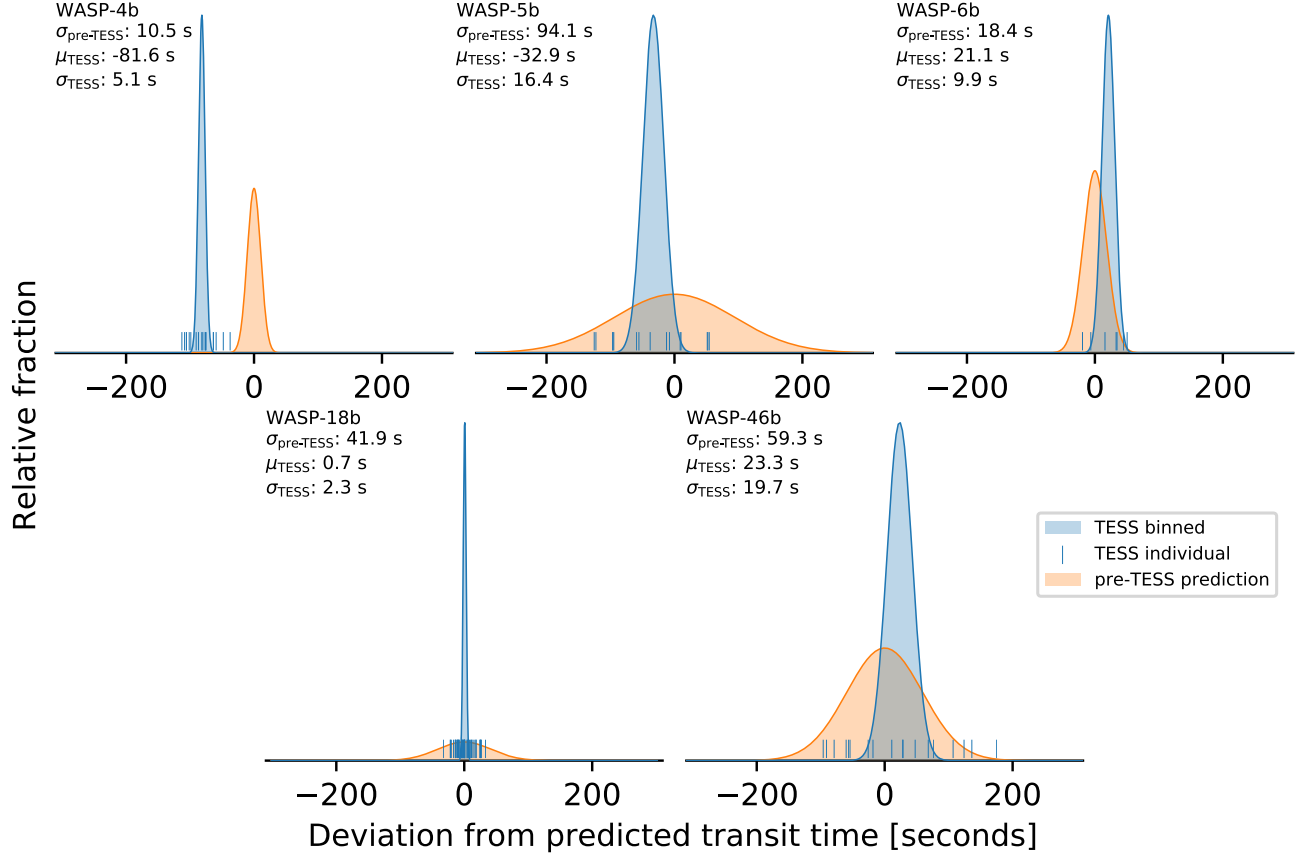 WASP-4b
σpre-TESS: 10.5 s
μTESS: -81.6 s
σTESS: 5.1 s
WASP-5b
σpre-TESS: 94.1 s
μTESS: -32.9 s
σTESS: 16.4 s
WASP-6b
σpre-TESS: 18.4 s
μTESS: 21.1 s
σTESS: 9.9 s
−200 0 200
−200 0 200
−200 0 200
Relative fraction
WASP-18b
σpre-TESS: 41.9 s
μTESS: 0.7 s
σTESS: 2.3 s
WASP-46b
σpre-TESS: 59.3 s
μTESS: 23.3 s
σTESS: 19.7 s
TESS binned
TESS individual
pre-TESS prediction
−200 0 200
−200 0 200
Deviation from predicted transit time [seconds]